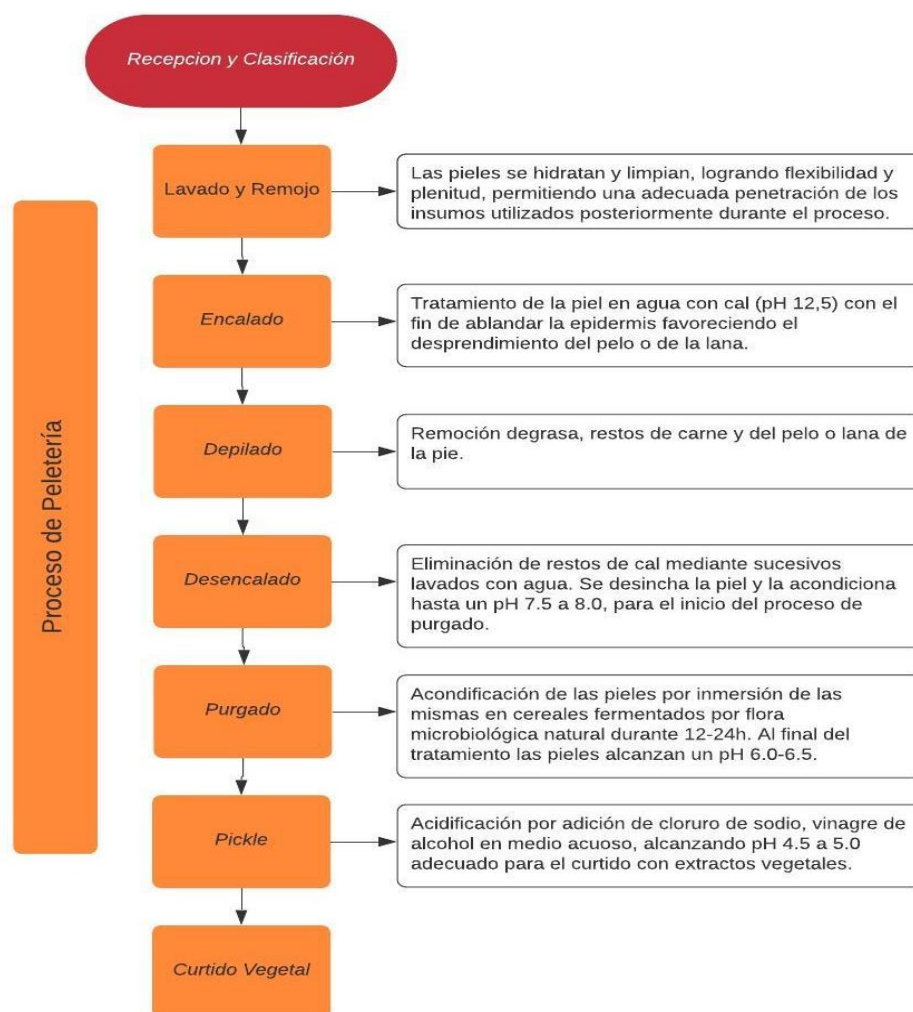 Recepcion y Clasificación
Proceso de Peletería
Lavado y Remojo
Las pieles se hidratan y limpian, logrando flexibilidad y
plenitud, permitiendo una adecuada penetración de los
insumos utilizados posteriormente durante el proceso.
Encalado
Tratamiento de la piel en agua con cal (pH 12,5) con el
fin de ablandar la epidermis favoreciendo el
desprendimiento del pelo o de la lana.
Depilado
Remoción degrasa, restos de carne y del pelo o lana de
la pie.
Desencalado
Eliminación de restos de cal mediante sucesivos
lavados con agua. Se desincha la piel y la acondiciona
hasta un pH 7.5 a 8.0, para el inicio del proceso de
purgado.
Purgado
Acondificación de las pieles por inmersión de las
mismas en cereales fermentados por flora
microbiológica natural durante 12-24h. Al final del
tratamiento las pieles alcanzan un pH 6.0-6.5.
Pickle
Acidificación por adición de cloruro de sodio, vinagre de
alcohol en medio acuoso, alcanzando pH 4.5 a 5.0
adecuado para el curtido con extractos vegetales.
Curtido Vegetal